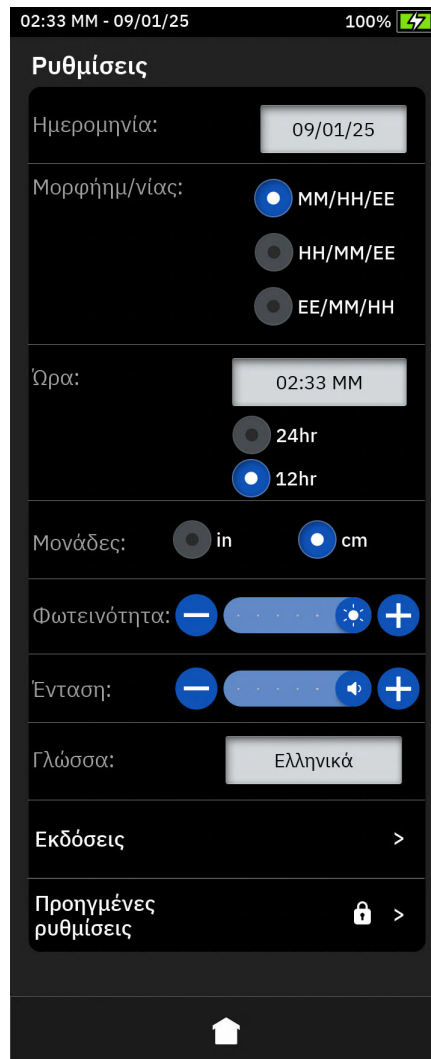 02:33 MM - 09/01/25 100%
Ρυθμίσεις
Ημερομηνία: 09/01/25
Μορφήημ/νίας: MM/HH/EE
HH/MM/EE
EE/MM/HH
Ώρα: 02:33 MM
24hr
12hr
Μονάδες: in cm
Φωτεινότητα:
Ένταση:
Γλώσσα: Ελληνικά
Εκδόσεις >
Προηγμένες
ρυθμίσεις >